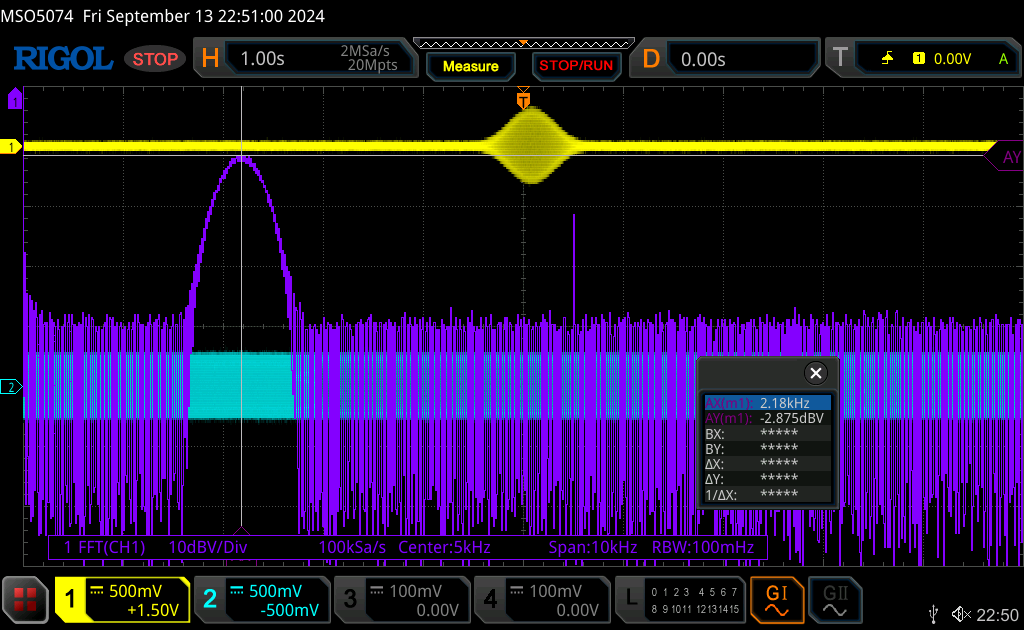 MSO5074 Fri September 13 22:51:00 2024
RIGOL STOP H 1.00s 2MSa/s 20Mpts Measure STOP/RUN D 0.00s T 1 0.00V A
1
T
1
AY
2
AX(m1): 2.18kHz
AY(m1): -2.875dBV
BX: *****
BY: *****
ΔX: *****
ΔY: *****
1/ΔX: *****
1 FFT(CH1) 10dBV/Div 100kSa/s Center:5kHz Span:10kHz RBW:100mHz
1 500mV +1.50V
2 500mV -500mV
3 100mV 0.00V
4 100mV 0.00V
L 0 1 2 3 4 5 6 7
8 9 10 11 12 13 14 15
GI GII
22:50